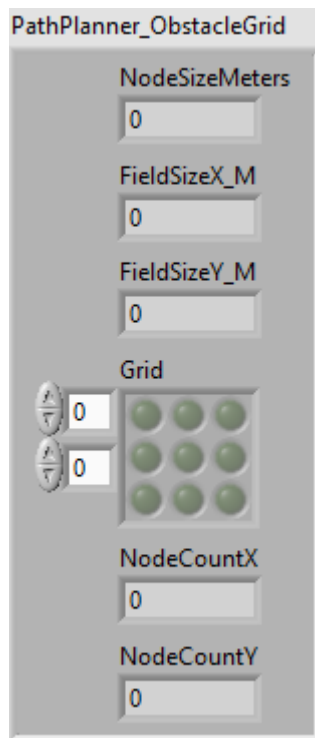 PathPlanner_ObstacleGrid
NodeSizeMeters
0
FieldSizeX_M
0
FieldSizeY_M
0
Grid
0
0
NodeCountX
0
NodeCountY
0